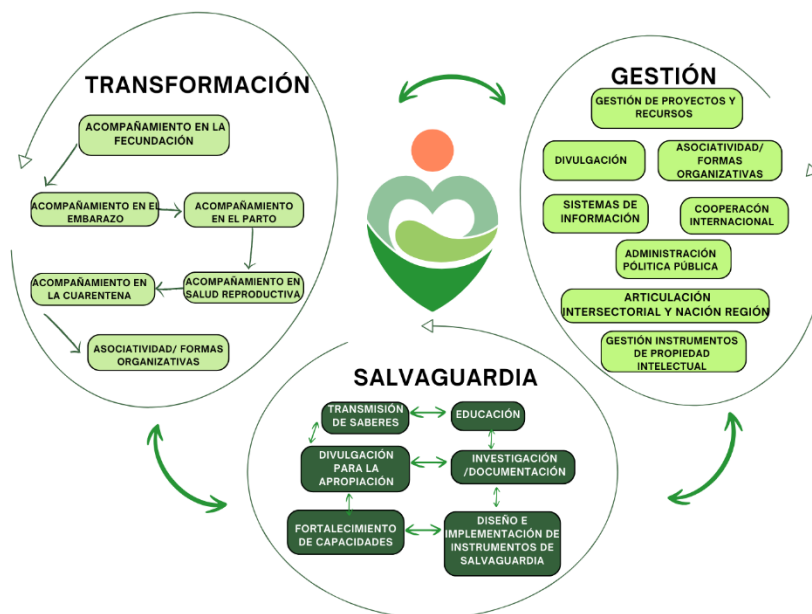 TRANSFORMACIÓN
ACOMPAÑAMIENTO EN LA
FECUNDACIÓN
ACOMPAÑAMIENTO EN EL
EMBARAZO
ACOMPAÑAMIENTO
EN EL PARTO
ACOMPAÑAMIENTO EN
LA CUARENTENA
ACOMPAÑAMIENTO EN
SALUD REPRODUCTIVA
ASOCIATIVIDAD/ FORMAS
ORGANIZATIVAS
GESTIÓN
GESTIÓN DE PROYECTOS Y
RECURSOS
DIVULGACIÓN
ASOCIATIVIDAD/
FORMAS
ORGANIZATIVAS
SISTEMAS DE
INFORMACIÓN
COOPERACÓN
INTERNACIONAL
ADMINISTRACIÓN
PÓLITICA PÚBLICA
ARTICULACIÓN
INTERSECTORIAL Y NACIÓN REGIÓN
GESTIÓN INSTRUMENTOS
DE PROPIEDAD
INTELECTUAL
SALVAGUARDIA
TRANSMISIÓN
DE SABERES
EDUCACIÓN
DIVULGACIÓN
PARA LA
APROPIACIÓN
INVESTIGACIÓN
/DOCUMENTACIÓN
FORTALECIMIENTO
DE CAPACIDADES
DISEÑO E
IMPLEMENTACIÓN DE
INSTRUMENTOS DE
SALVAGUARDIA